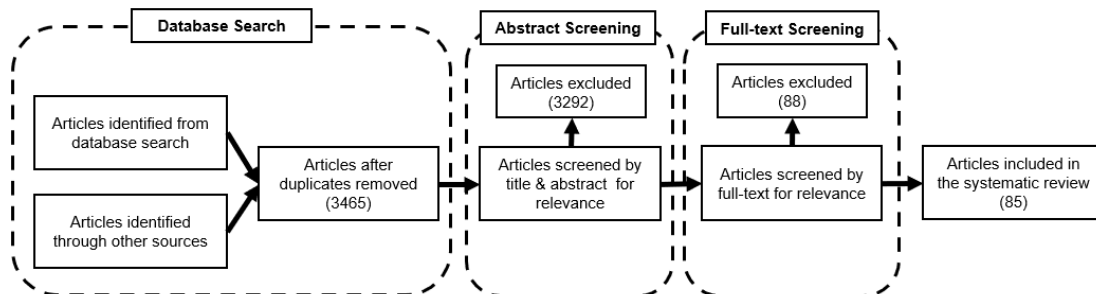 Database Search
Articles identified from
database search
Articles identified
through other sources
Articles after
duplicates removed
(3465)
Abstract Screening
Articles excluded
(3292)
Articles screened by
title & abstract for
relevance
Full-text Screening
Articles excluded
(88)
Articles screened by
full-text for relevance
Articles included in
the systematic review
(85)